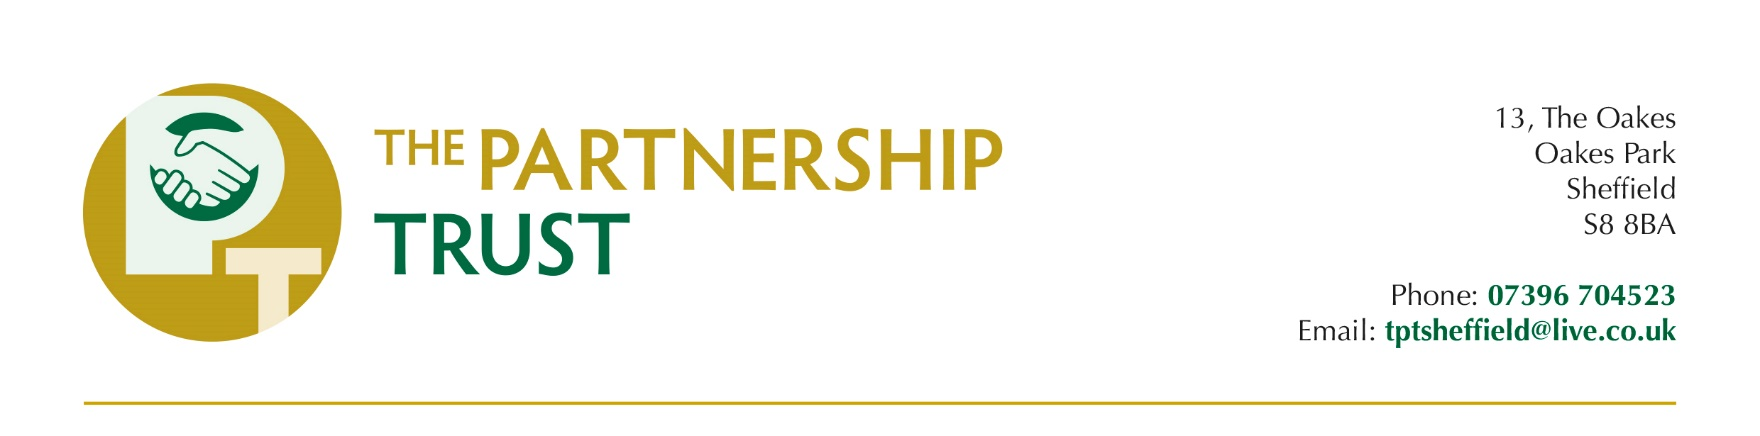 PT
THE PARTNERSHIP
TRUST
13, The Oakes
Oakes Park
Sheffield
S8 8BA
Phone: 07396 704523
Email: tptsheffield@live.co.uk